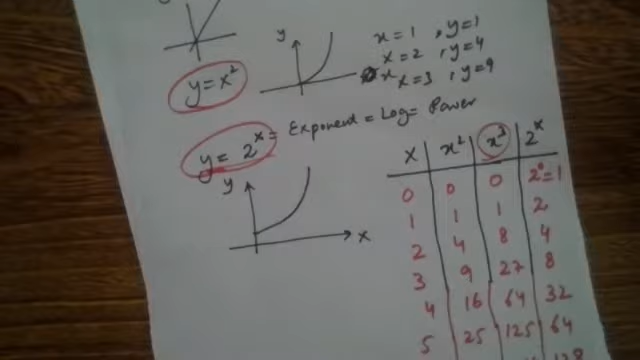 y
y = x²
y
x
x = 1 , y = 1
x = 2 , y = 4
x = 3 , y = 9
y = 2ˣ = Exponent = Log = Power
y
x
x | x² | x³ | 2ˣ
0 | 0 | 0 | 2⁰=1
1 | 1 | 1 | 2
2 | 4 | 8 | 4
3 | 9 | 27 | 8
4 | 16 | 64 | 32
5 | 25 | 125 | 64
128